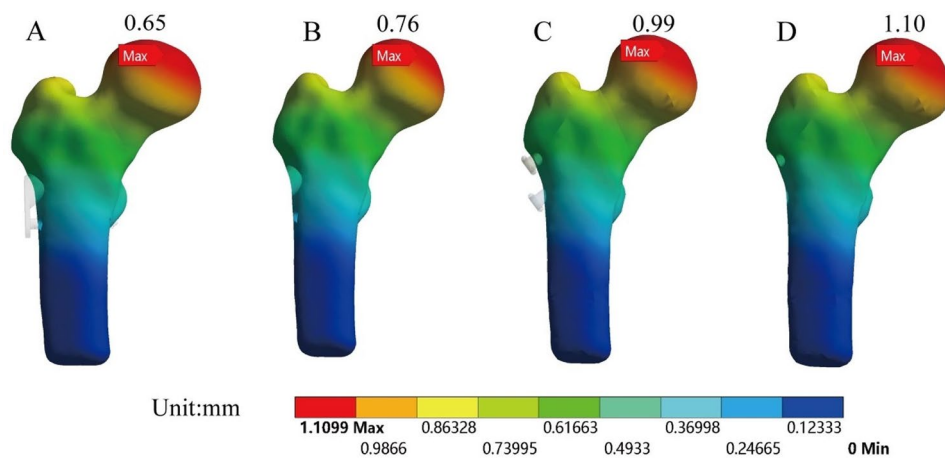 A 0.65 B 0.76 C 0.99 D 1.10
Max Max Max Max
Unit:mm
1.1099 Max 0.86328 0.61663 0.36998 0.12333
0.9866 0.73995 0.4933 0.24665 0 Min